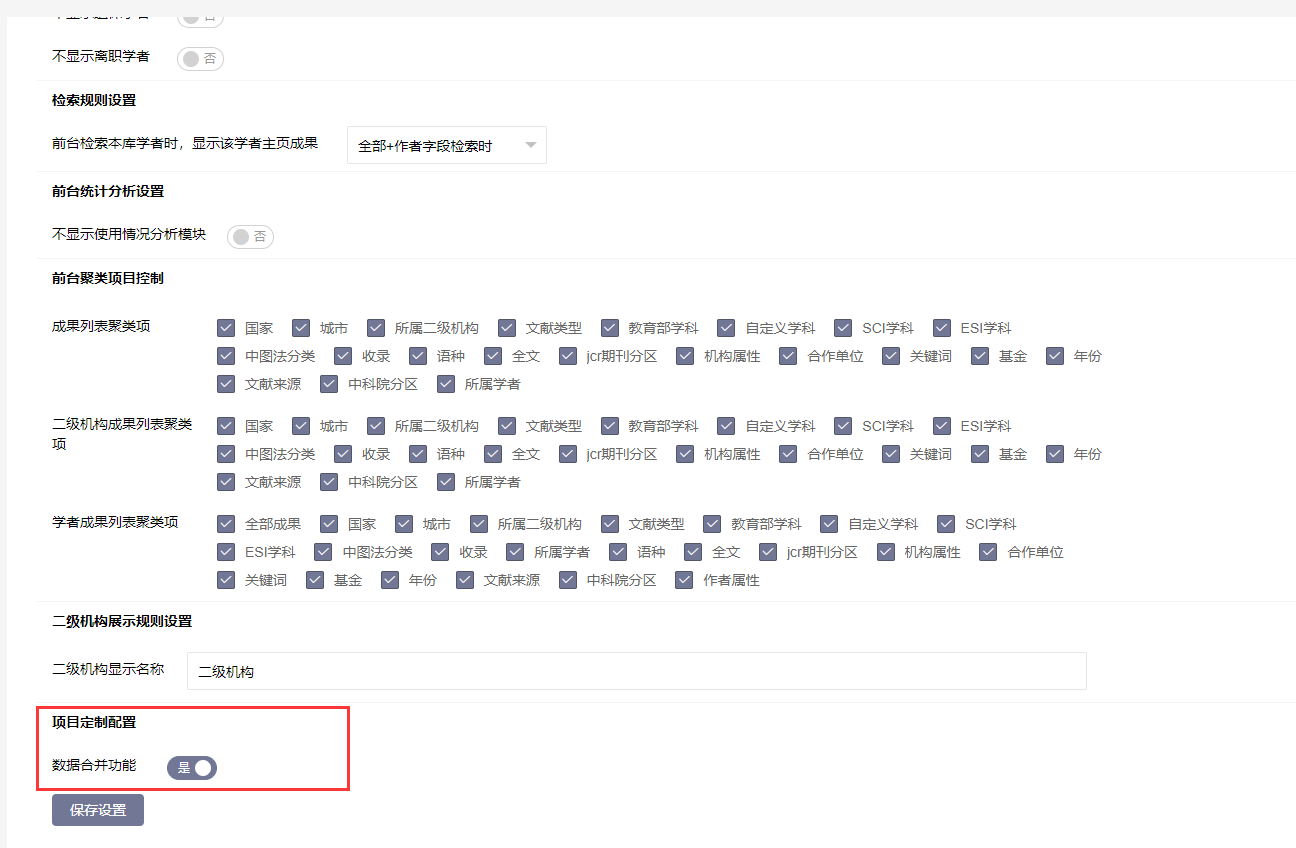 否
不显示离职学者 否
检索规则设置
前台检索本库学者时，显示该学者主页成果 全部+作者字段检索时
前台统计分析设置
不显示使用情况分析模块 否
前台聚类项目控制
成果列表聚类项 国家 城市 所属二级机构 文献类型 教育部学科 自定义学科 SCI学科 ESI学科
中图法分类 收录 语种 全文 jcr期刊分区 机构属性 合作单位 关键词 基金 年份
文献来源 中科院分区 所属学者
二级机构成果列表聚类项 国家 城市 所属二级机构 文献类型 教育部学科 自定义学科 SCI学科 ESI学科
中图法分类 收录 语种 全文 jcr期刊分区 机构属性 合作单位 关键词 基金 年份
文献来源 中科院分区 所属学者
学者成果列表聚类项 全部成果 国家 城市 所属二级机构 文献类型 教育部学科 自定义学科 SCI学科
ESI学科 中图法分类 收录 所属学者 语种 全文 jcr期刊分区 机构属性 合作单位
关键词 基金 年份 文献来源 中科院分区 作者属性
二级机构展示规则设置
二级机构显示名称 二级机构
项目定制配置
数据合并功能 是
保存设置